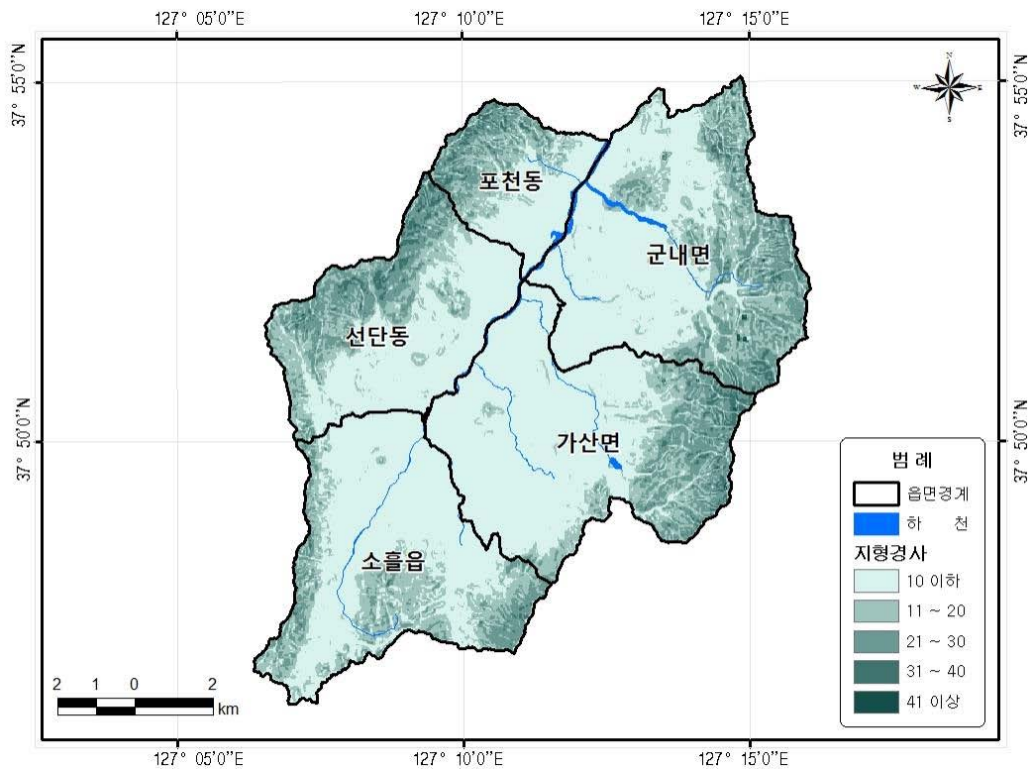 127° 05'0"E 127° 10'0"E 127° 15'0"E
37° 55'0"N
37° 55'0"N
N
W E
S
포천동
군내면
선단동
37° 50'0"N
37° 50'0"N
가산면
소흘읍
범 례
읍면경계
하 천
지형경사
10 이하
11 ~ 20
21 ~ 30
31 ~ 40
41 이상
2 1 0 2
km
127° 05'0"E 127° 10'0"E 127° 15'0"E